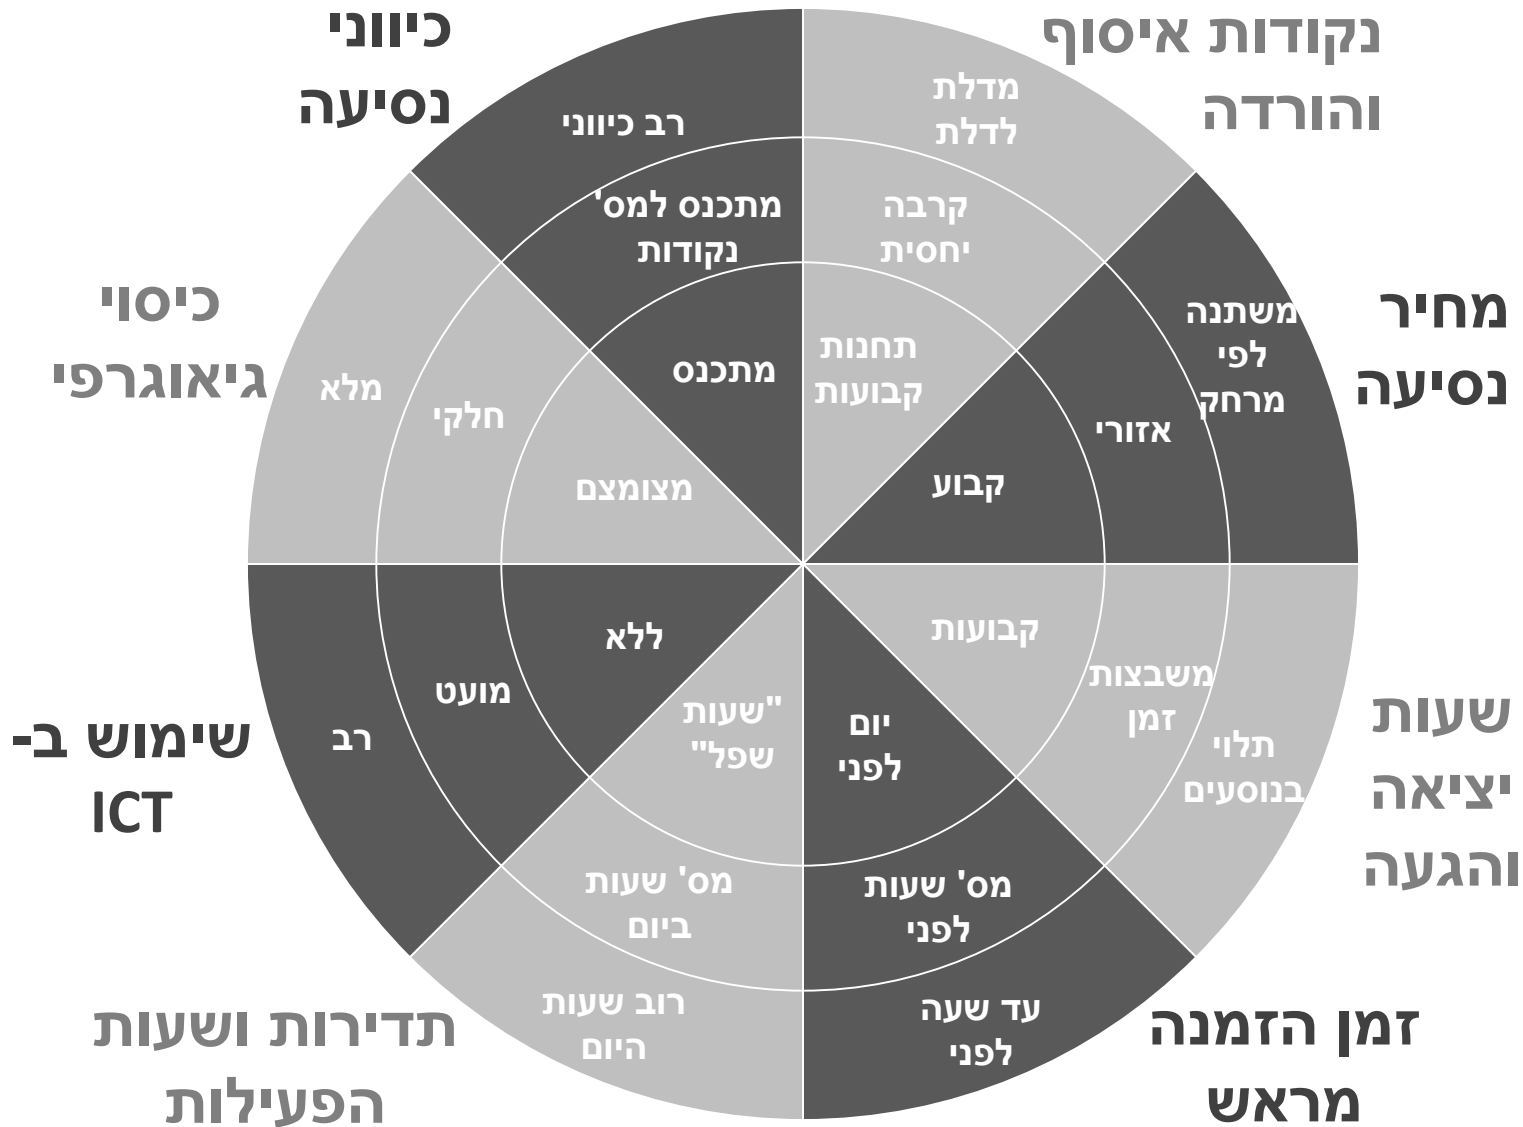 נקודות איסוף
והורדה
מדלת
לדלת
קרבה
יחסית
תחנות
קבועות
מחיר
נסיעה
משתנה
לפי
מרחק
אזורי
קבוע
שעות
יציאה
והגעה
תלוי
בנוסעים
משבצות
זמן
קבועות
זמן הזמנה
מראש
עד שעה
לפני
מס' שעות
לפני
יום
לפני
תדירות ושעות
הפעילות
רוב שעות
היום
מס' שעות
ביום
"שעות
שפל"
שימוש ב-
ICT
רב
מועט
ללא
כיסוי
גיאוגרפי
מלא
חלקי
מצומצם
כיווני
נסיעה
רב כיווני
מתכנס למס'
נקודות
מתכנס